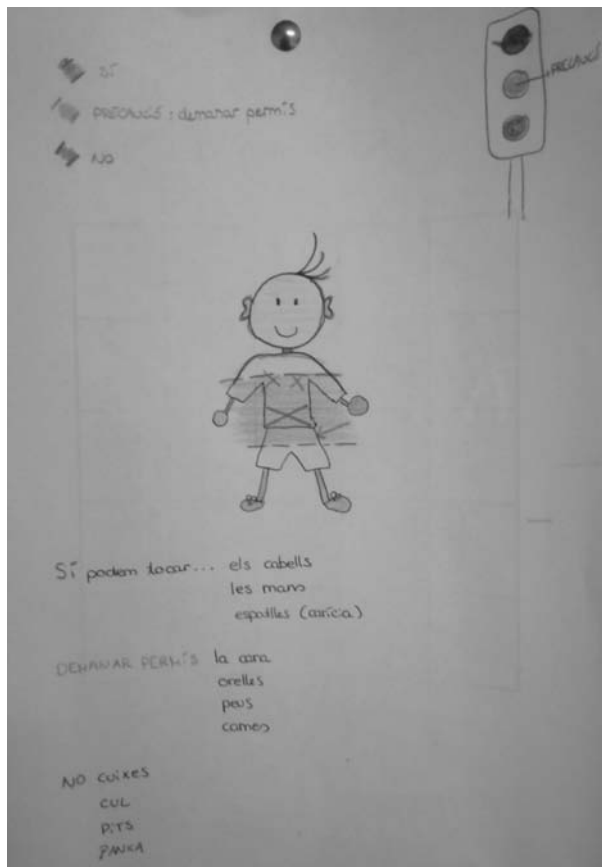 SÍ
PRECAUCIÓ: demanar permís
NO
PRECAUCIÓ
Sí podem tocar... els cabells
les mans
espatlles (carícia)
DEMANAR PERMÍS la cara
orelles
peus
cames
NO CUIXES
CUL
PITS
PANXA